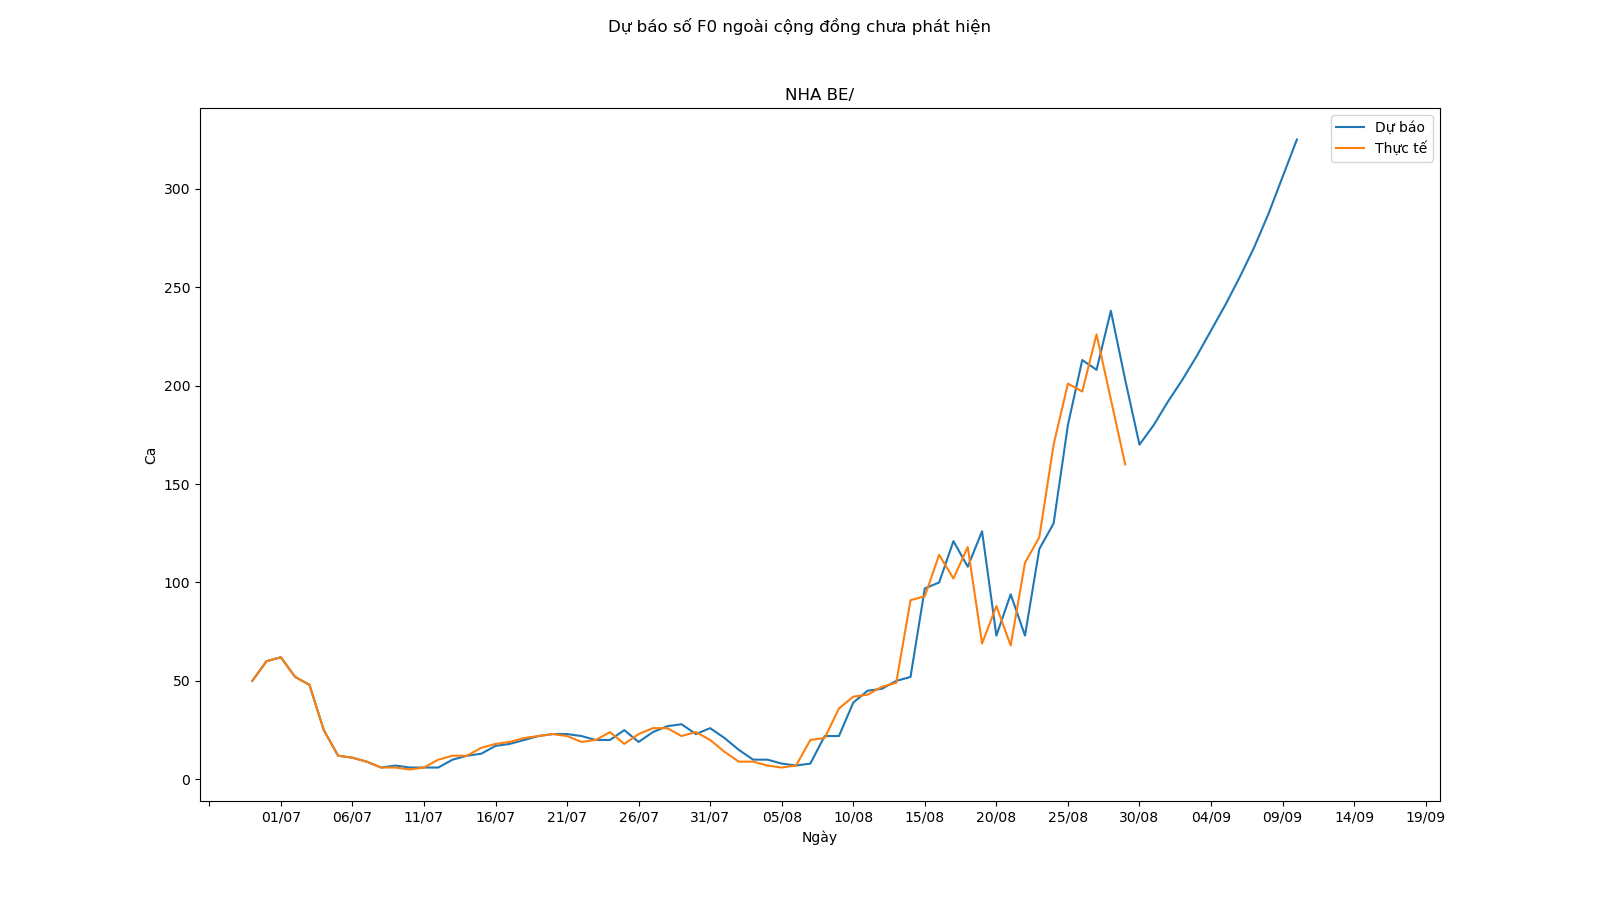 Dự báo số F0 ngoài cộng đồng chưa phát hiện
NHA BE/
Dự báo
Thực tế
300
250
200
150
100
50
0
Ca
01/07 06/07 11/07 16/07 21/07 26/07 31/07 05/08 10/08 15/08 20/08 25/08 30/08 04/09 09/09 14/09 19/09
Ngày